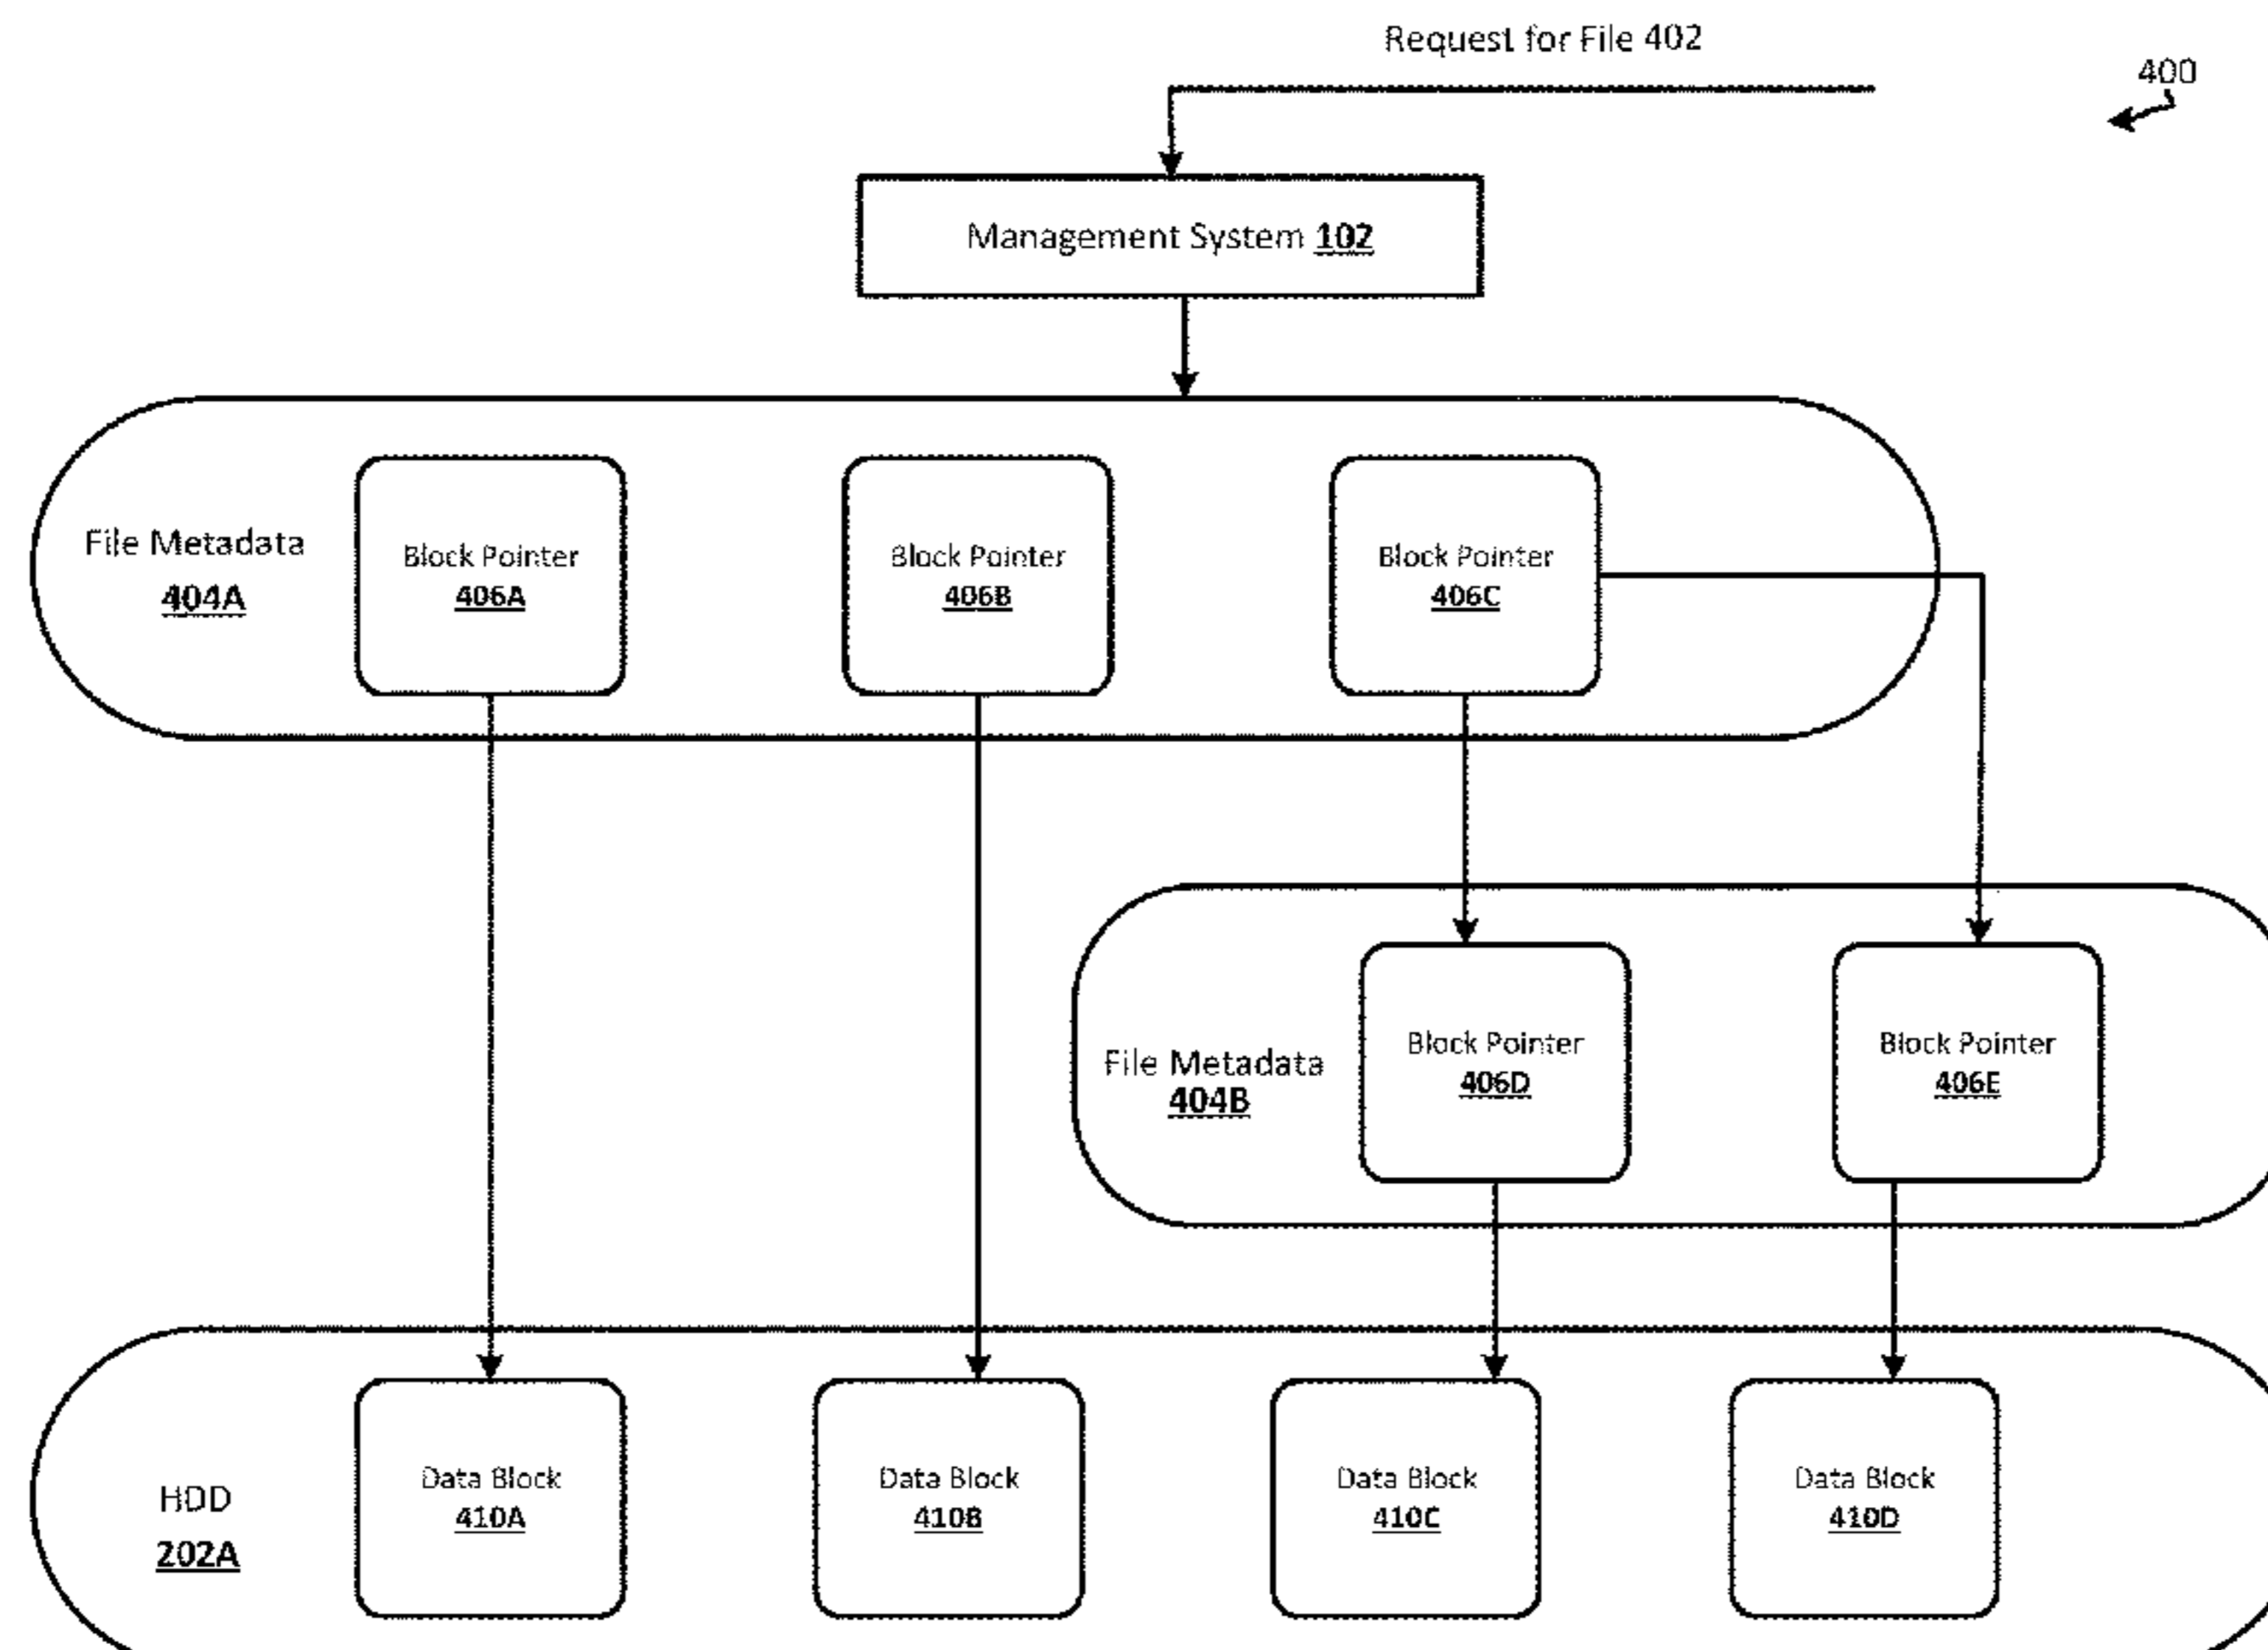 Request for File 402
400
Management System 102
File Metadata
404A
Block Pointer
406A
Block Pointer
406B
Block Pointer
406C
File Metadata
404B
Block Pointer
406D
Block Pointer
406E
HDD
202A
Data Block
410A
Data Block
410B
Data Block
410C
Data Block
410D